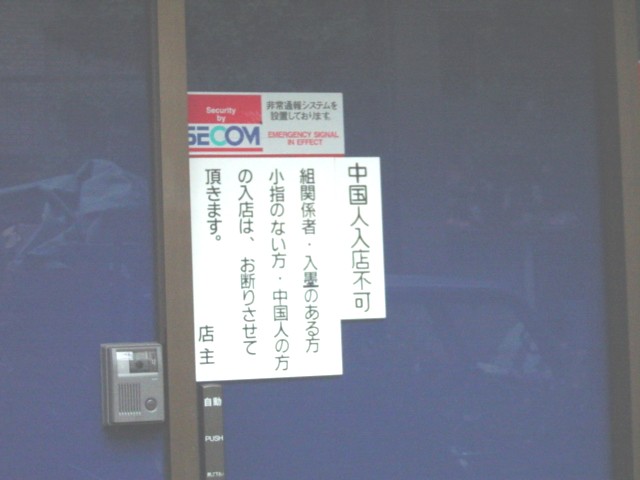 Security
by
SECOM
非常通報システムを
設置しております.
EMERGENCY SIGNAL
IN EFFECT
中国人入店不可
組関係者・入墨のある方
小指のない方・中国人の方
の入店は、お断りさせて
頂きます。
店主
自動
PUSH